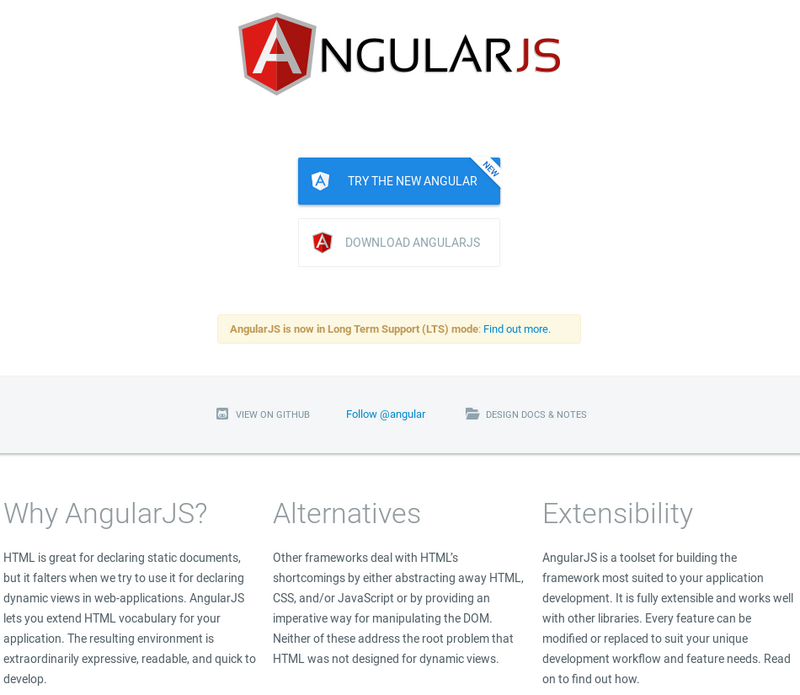 ANGULARJS
NEW
TRY THE NEW ANGULAR
DOWNLOAD ANGULARJS
AngularJS is now in Long Term Support (LTS) mode: Find out more.
VIEW ON GITHUB
Follow @angular
DESIGN DOCS & NOTES
Why AngularJS?
HTML is great for declaring static documents,
but it falters when we try to use it for declaring
dynamic views in web-applications. AngularJS
lets you extend HTML vocabulary for your
application. The resulting environment is
extraordinarily expressive, readable, and quick to
develop.
Alternatives
Other frameworks deal with HTML's
shortcomings by either abstracting away HTML,
CSS, and/or JavaScript or by providing an
imperative way for manipulating the DOM.
Neither of these address the root problem that
HTML was not designed for dynamic views.
Extensibility
AngularJS is a toolset for building the
framework most suited to your application
development. It is fully extensible and works well
with other libraries. Every feature can be
modified or replaced to suit your unique
development workflow and feature needs. Read
on to find out how.